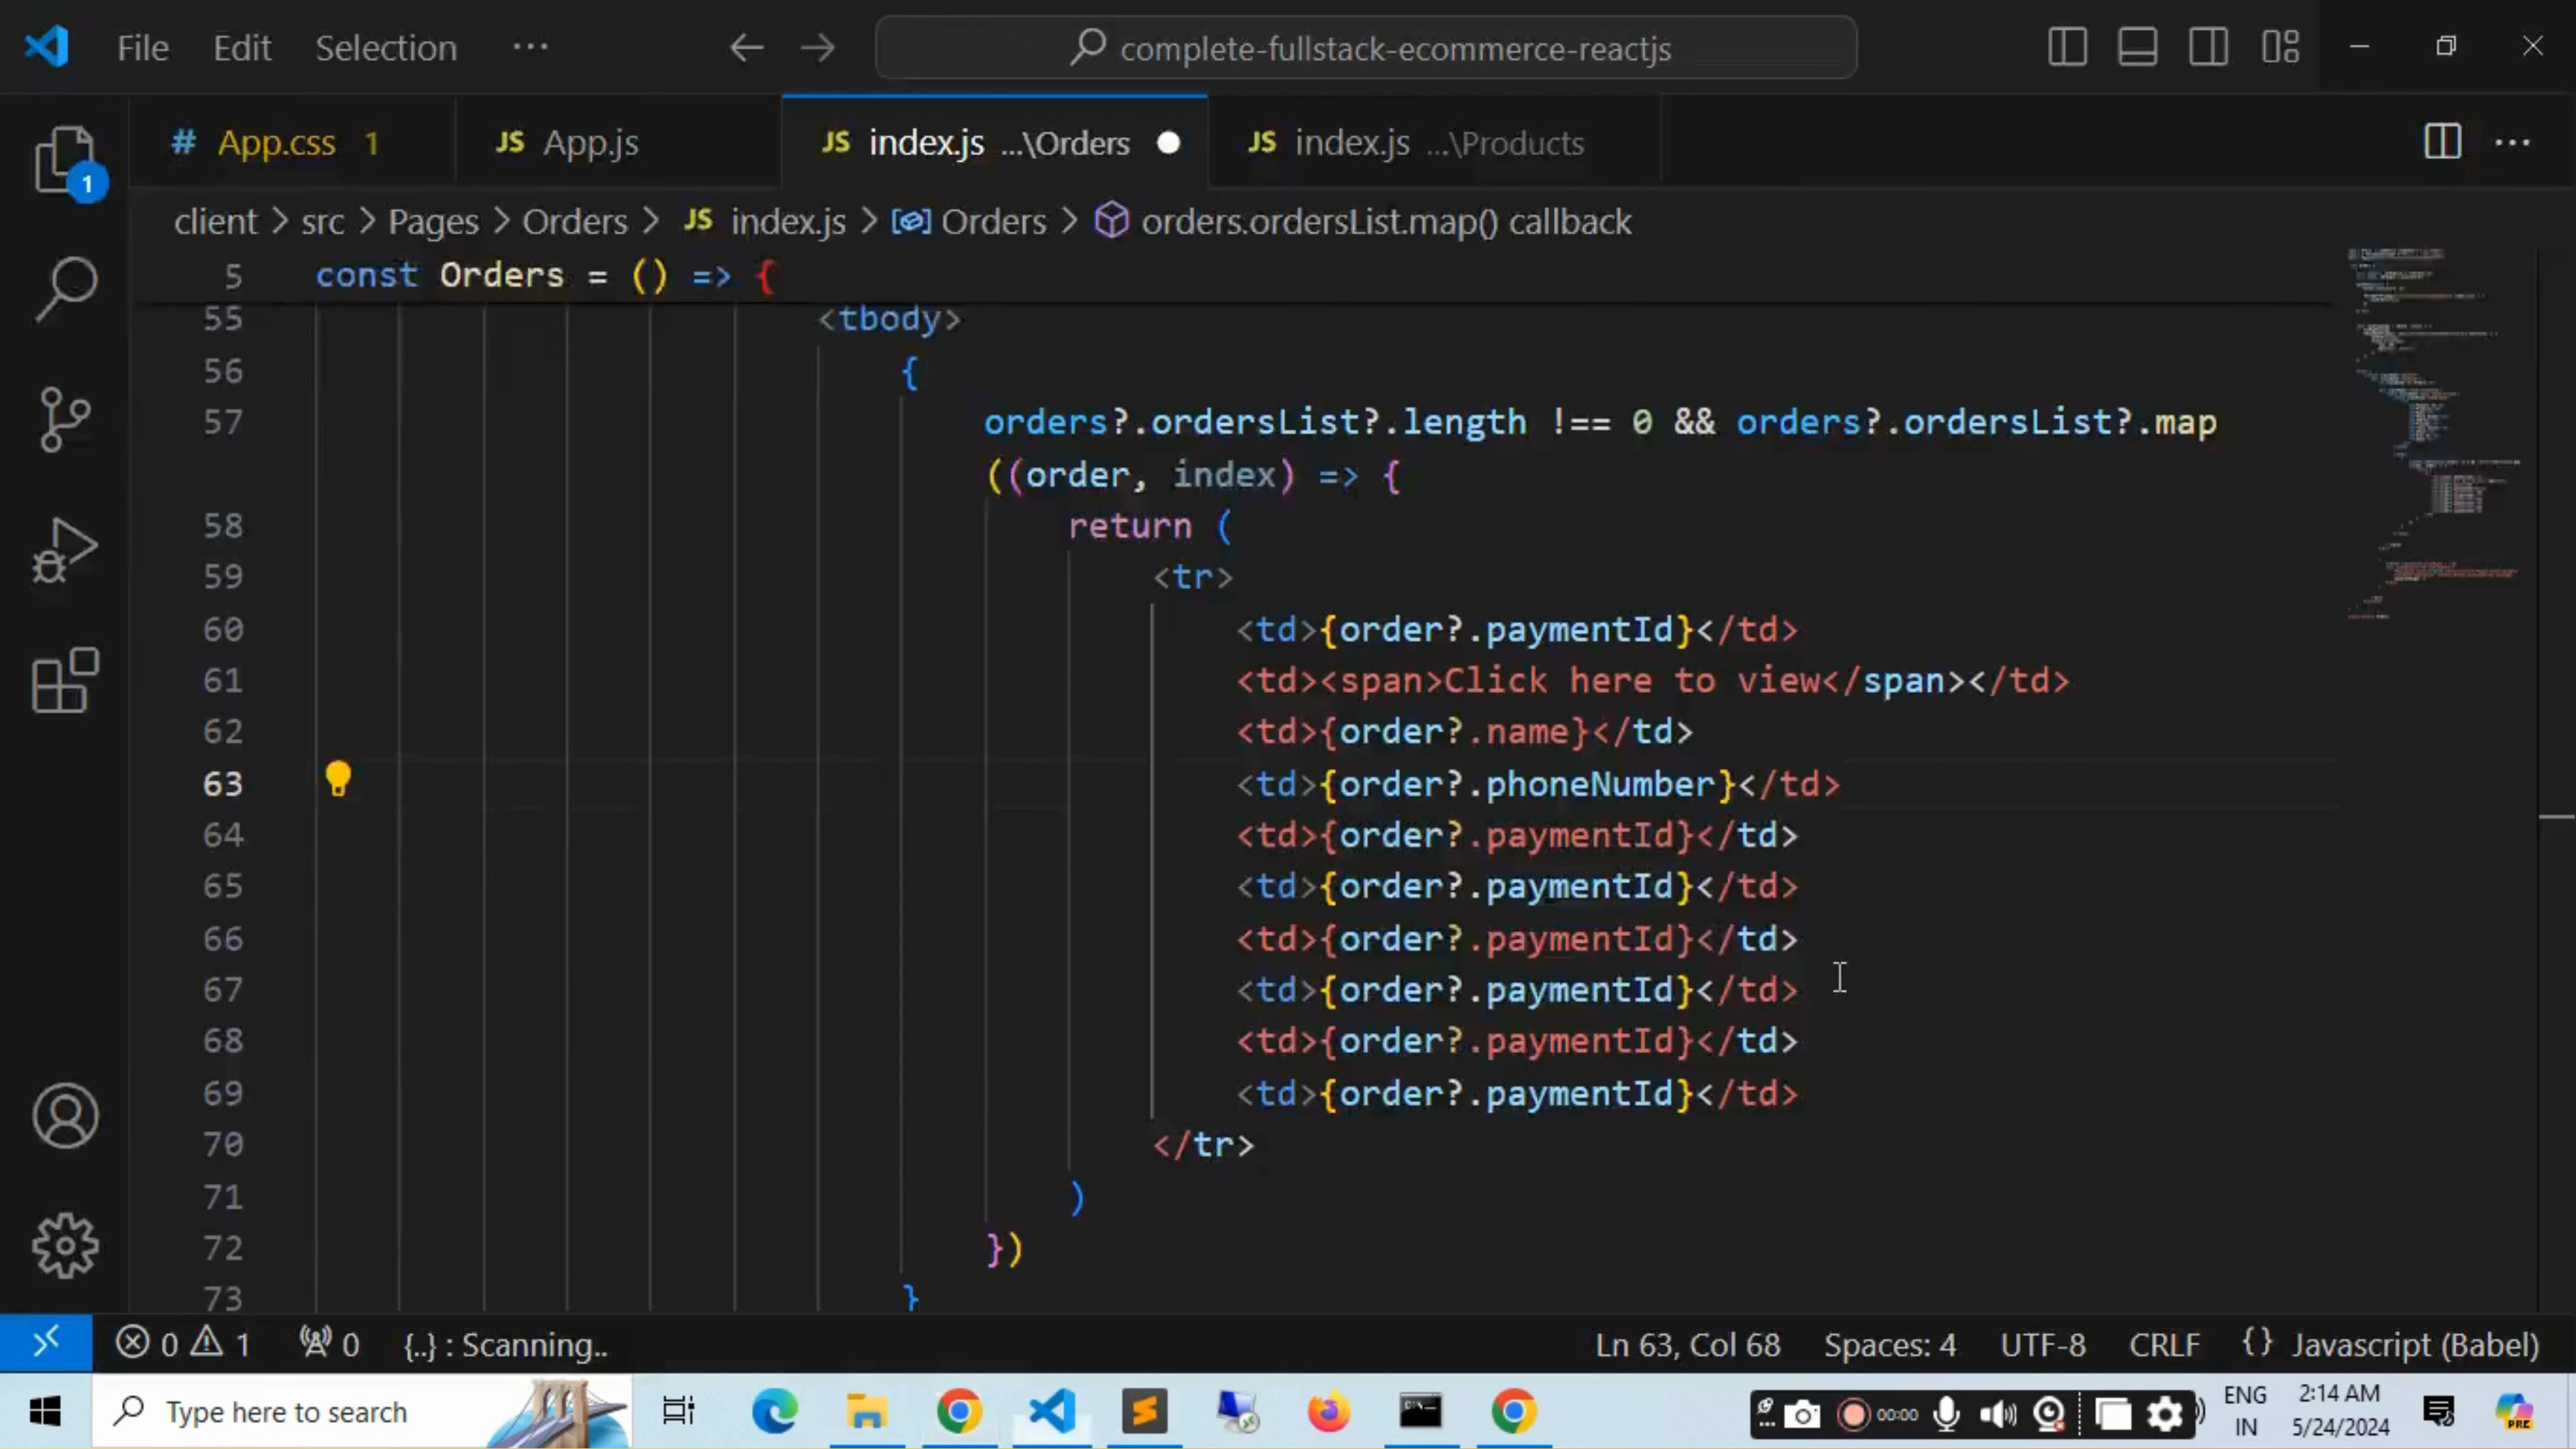 File Edit Selection ···
complete-fullstack-ecommerce-reactjs
# App.css 1
JS App.js
JS index.js ...\Orders
JS index.js ...\Products
1
client > src > Pages > Orders > JS index.js > Orders > orders.ordersList.map() callback
5 const Orders = () => {
55 <tbody>
56 {
57 orders?.ordersList?.length !== 0 && orders?.ordersList?.map
((order, index) => {
58 return (
59 <tr>
60 <td>{order?.paymentId}</td>
61 <td><span>Click here to view</span></td>
62 <td>{order?.name}</td>
63 <td>{order?.phoneNumber}</td>
64 <td>{order?.paymentId}</td>
65 <td>{order?.paymentId}</td>
66 <td>{order?.paymentId}</td>
67 <td>{order?.paymentId}</td>
68 <td>{order?.paymentId}</td>
69 <td>{order?.paymentId}</td>
70 </tr>
71 )
72 })
73 }
0 1 0 {..} : Scanning.. Ln 63, Col 68 Spaces: 4 UTF-8 CRLF {} Javascript (Babel)
Type here to search
00:00
ENG
IN
2:14 AM
5/24/2024
PRE